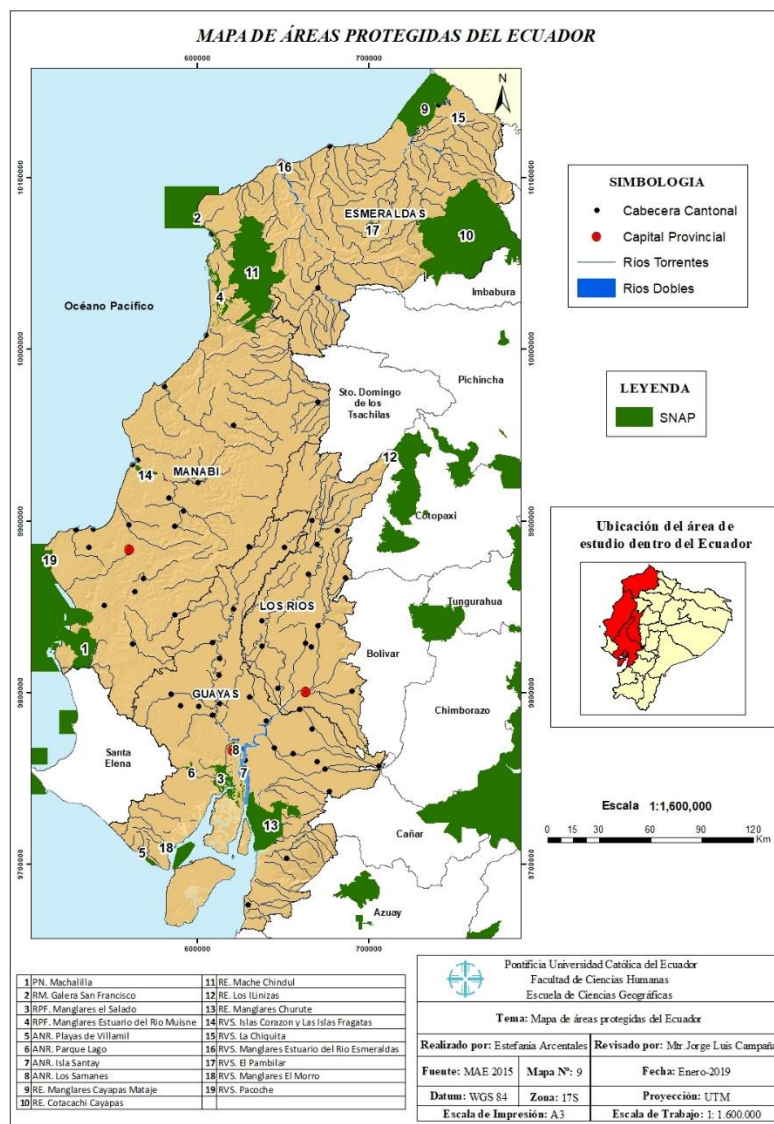 MAPA DE ÁREAS PROTEGIDAS DEL ECUADOR
600000
700000
N
9
15
16
10100000
10100000
ESMERALDAS
2
17
10
11
Imbabura
Océano Pacifico
4
10000000
10000000
Pichincha
Sto. Domingo
de los
Tsachilas
12
14
MANABI
Cotopaxi
9900000
9900000
19
Tungurahua
LOS RIOS
1
Bolivar
9800000
9800000
GUAYAS
Chimborazo
Santa
Elena
8
6
3
7
13
Cañar
18
5
9700000
9700000
Azuay
600000
700000
SIMBOLOGIA
Cabecera Cantonal
Capital Provincial
Rios Torrentes
Rios Dobles
LEYENDA
SNAP
Ubicación del área de
estudio dentro del Ecuador
Escala 1:1,600,000
0 15 30 60 90 120
Km
1 PN. Machalilla
2 RM. Galera San Francisco
3 RPF. Manglares el Salado
4 RPF. Manglares Estuario del Rio Muisne
5 ANR. Playas de Villamil
6 ANR. Parque Lago
7 ANR. Isla Santay
8 ANR. Los Samanes
9 RE. Manglares Cayapas Mataje
10 RE. Cotacachi Cayapas
11 RE. Mache Chindul
12 RE. Los ILinizas
13 RE. Manglares Churute
14 RVS. Islas Corazon y Las Islas Fragatas
15 RVS. La Chiquita
16 RVS. Manglares Estuario del Rio Esmeraldas
17 RVS. El Pambilar
18 RVS. Manglares El Morro
19 RVS. Pacoche
Pontificia Universidad Católica del Ecuador
Facultad de Ciencias Humanas
Escuela de Ciencias Geográficas
Tema: Mapa de áreas protegidas del Ecuador
Realizado por: Estefania Arcentales
Revisado por: Mtr Jorge Luis Campaña
Fuente: MAE 2015
Mapa Nº: 9
Fecha: Enero-2019
Datum: WGS 84
Zona: 17S
Proyección: UTM
Escala de Impresión: A3
Escala de Trabajo: 1: 1.600.000